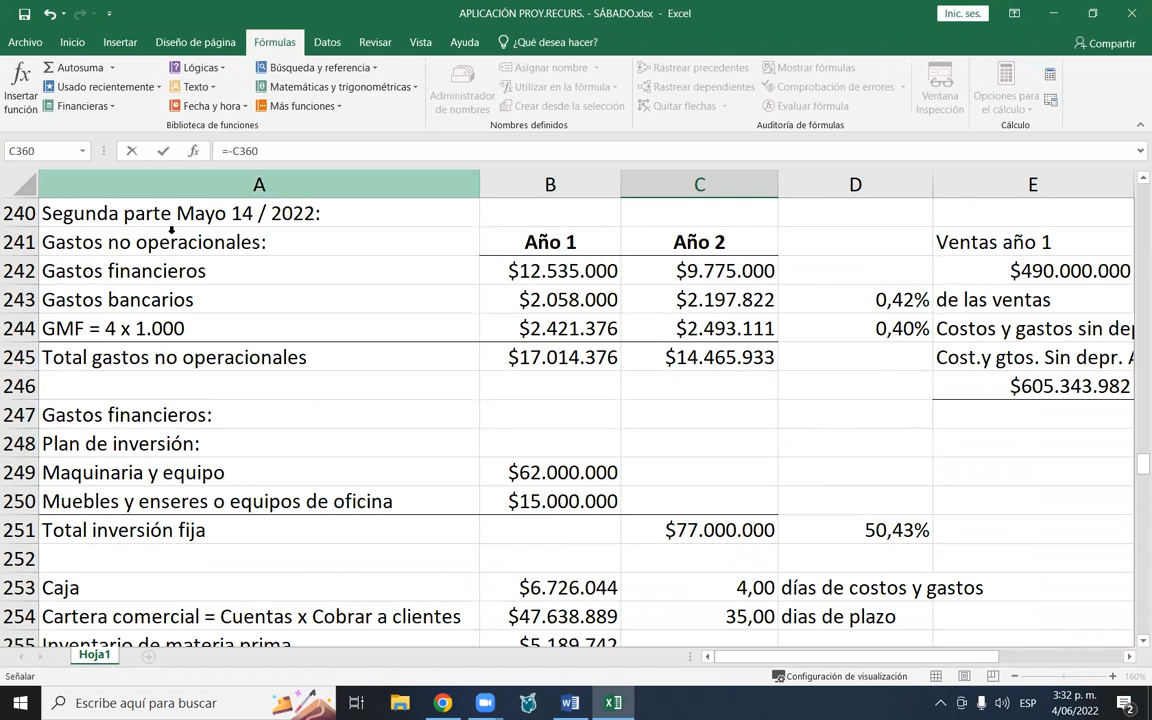 APLICACIÓN PROY.RECURS. - SÁBADO.xlsx - Excel
Inic. ses.
Archivo Inicio Insertar Diseño de página Fórmulas Datos Revisar Vista Ayuda ¿Qué desea hacer? Compartir
Insertar función
Autosuma
Usado recientemente
Financieras
Lógicas
Texto
Fecha y hora
Búsqueda y referencia
Matemáticas y trigonométricas
Más funciones
Biblioteca de funciones
Administrador de nombres
Asignar nombre
Utilizar en la fórmula
Crear desde la selección
Nombres definidos
Rastrear precedentes
Rastrear dependientes
Quitar flechas
Mostrar fórmulas
Comprobación de errores
Evaluar fórmula
Auditoría de fórmulas
Ventana Inspección
Opciones para el cálculo
Cálculo
C360 fx =-C360
A B C D E
240 Segunda parte Mayo 14 / 2022:
241 Gastos no operacionales: Año 1 Año 2 Ventas año 1
242 Gastos financieros $12.535.000 $9.775.000 $490.000.000
243 Gastos bancarios $2.058.000 $2.197.822 0,42% de las ventas
244 GMF = 4 x 1.000 $2.421.376 $2.493.111 0,40% Costos y gastos sin dep
245 Total gastos no operacionales $17.014.376 $14.465.933 Cost.y gtos. Sin depr. A
246 $605.343.982
247 Gastos financieros:
248 Plan de inversión:
249 Maquinaria y equipo $62.000.000
250 Muebles y enseres o equipos de oficina $15.000.000
251 Total inversión fija $77.000.000 50,43%
252
253 Caja $6.726.044 4,00 días de costos y gastos
254 Cartera comercial = Cuentas x Cobrar a clientes $47.638.889 35,00 dias de plazo
255 Inventario de materia prima $5.189.742
Hoja1
Señalar Configuración de visualización 160%
Escribe aquí para buscar
ESP
3:32 p. m.
4/06/2022
2